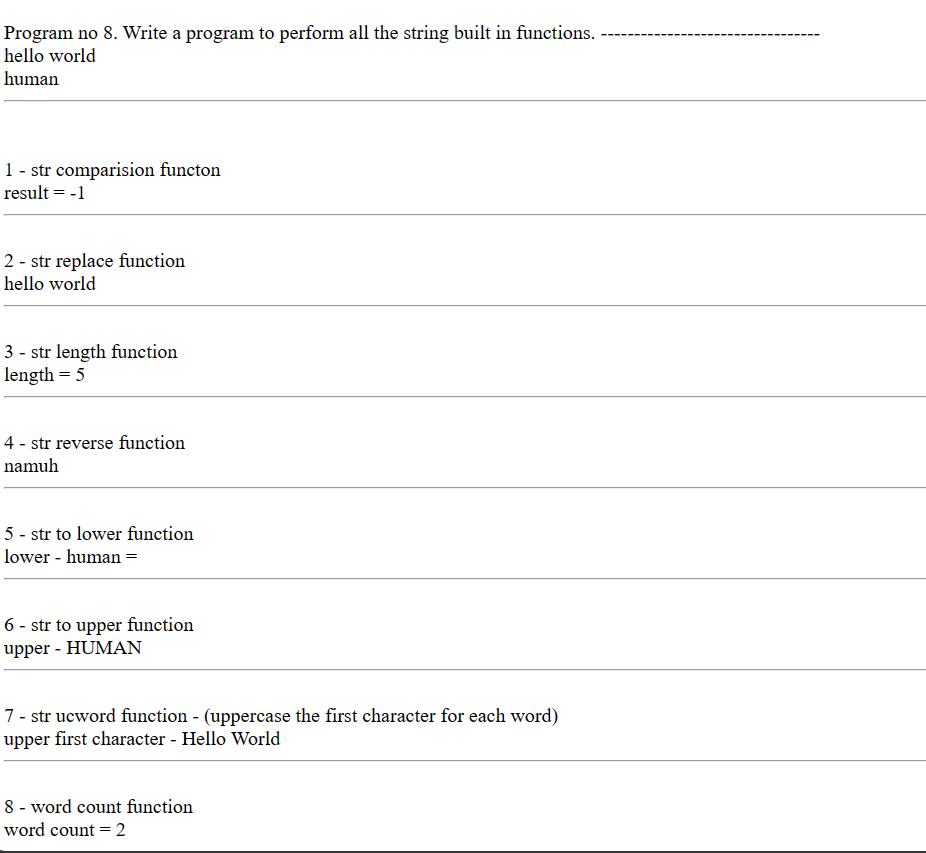 Program no 8. Write a program to perform all the string built in functions. ---------------------------------
hello world
human
1 - str comparision functon
result = -1
2 - str replace function
hello world
3 - str length function
length = 5
4 - str reverse function
namuh
5 - str to lower function
lower - human =
6 - str to upper function
upper - HUMAN
7 - str ucword function - (uppercase the first character for each word)
upper first character - Hello World
8 - word count function
word count = 2